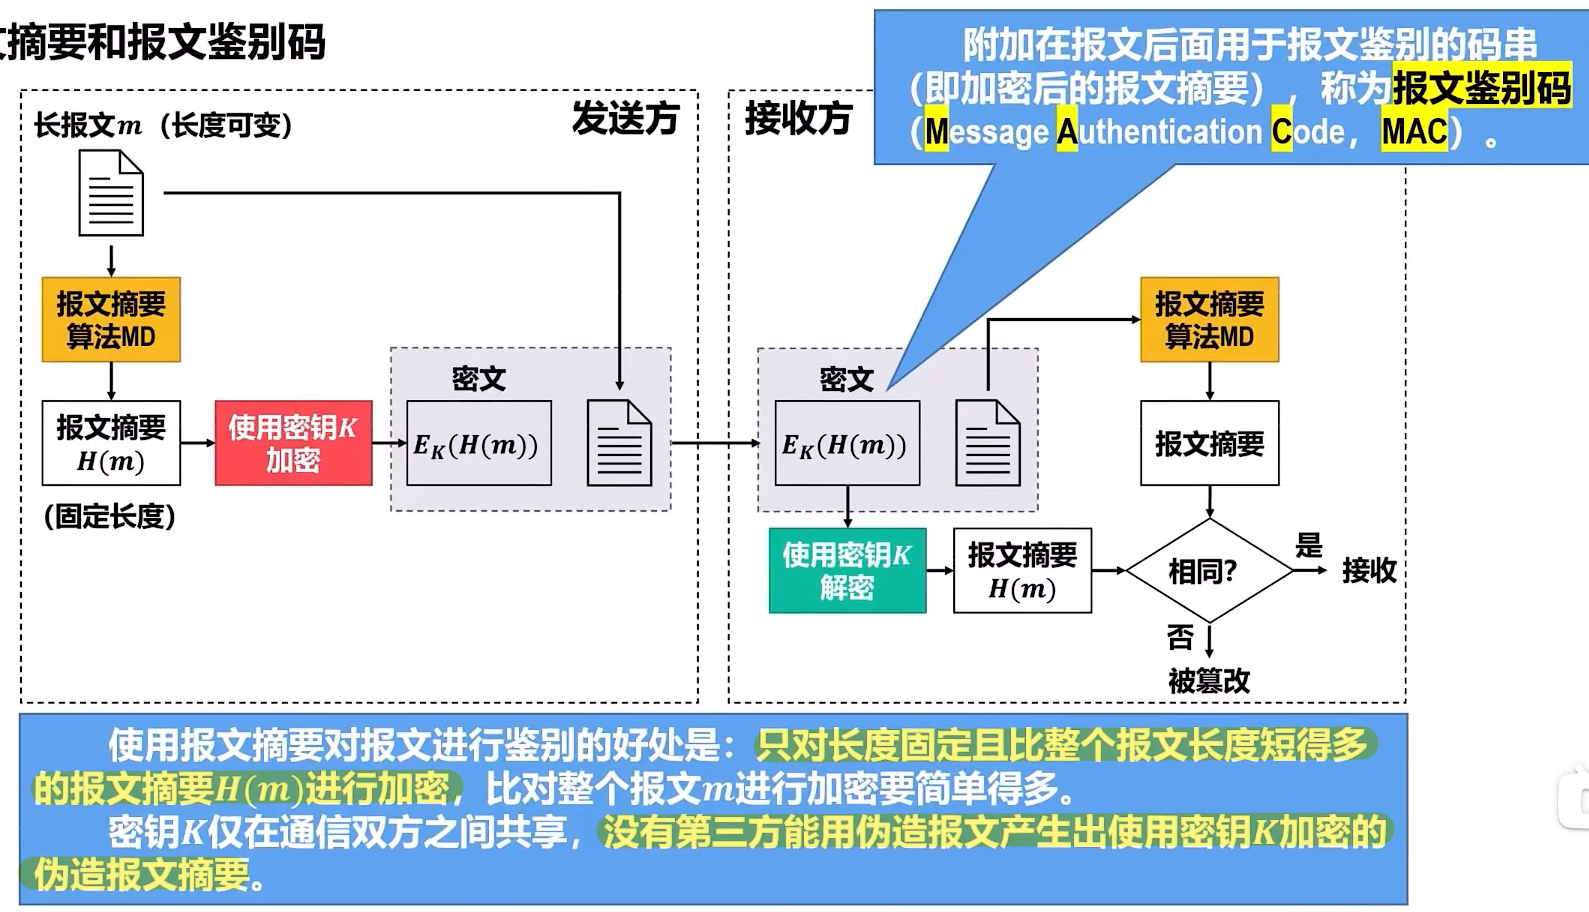 摘要和报文鉴别码
附加在报文后面用于报文鉴别的码串
（即加密后的报文摘要），称为报文鉴别码
（Message Authentication Code，MAC）。
长报文m（长度可变）
发送方
接收方
报文摘要
算法MD
报文摘要
H(m)
（固定长度）
使用密钥K
加密
密文
E_K(H(m))
密文
E_K(H(m))
使用密钥K
解密
报文摘要
H(m)
报文摘要
算法MD
报文摘要
相同？
是
接收
否
被篡改
使用报文摘要对报文进行鉴别的好处是：只对长度固定且比整个报文长度短得多
的报文摘要H(m)进行加密，比对整个报文m进行加密要简单得多。
密钥K仅在通信双方之间共享，没有第三方能用伪造报文产生出使用密钥K加密的
伪造报文摘要。